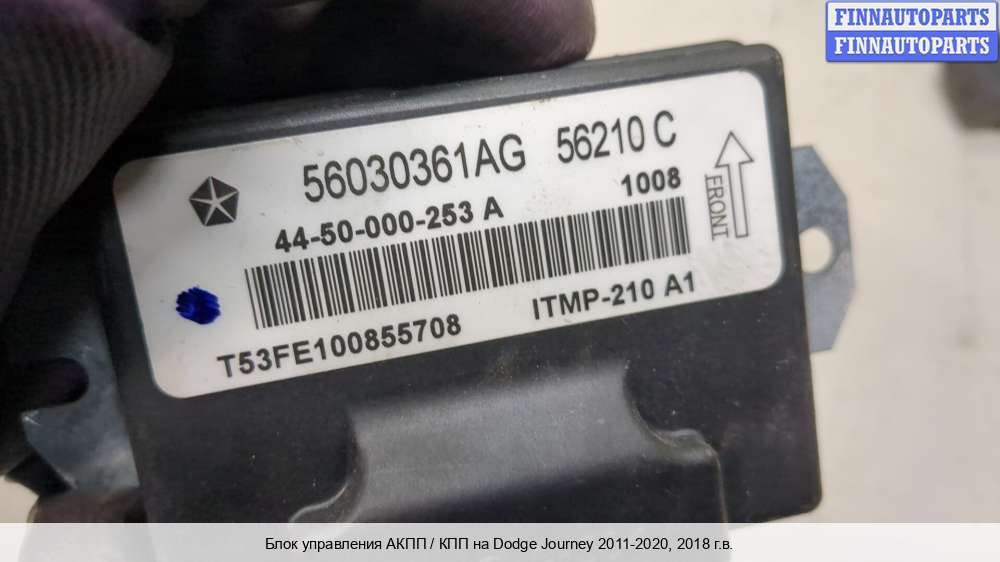 FINNAUTOPARTS
FINNAUTOPARTS
56030361AG 56210 C
44-50-000-253 A 1008
FRONT
T53FE100855708 ITMP-210 A1
Блок управления АКПП / КПП на Dodge Journey 2011-2020, 2018 г.в.